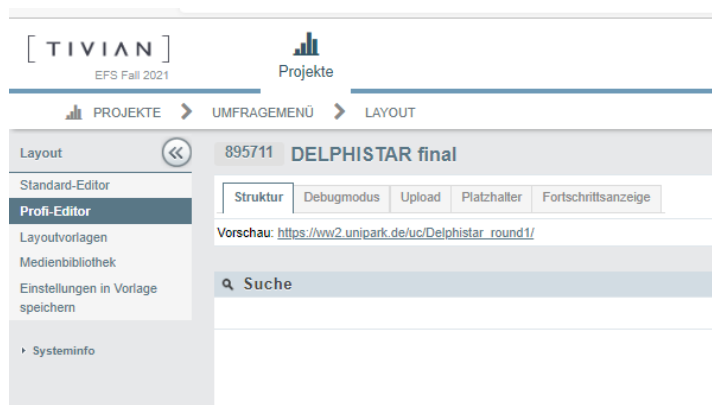 [ TIVIAN ]
EFS Fall 2021
Projekte
PROJEKTE > UMFRAGEMENÜ > LAYOUT
Layout
895711 DELPHISTAR final
Standard-Editor
Profi-Editor
Layoutvorlagen
Medienbibliothek
Einstellungen in Vorlage
speichern
Systeminfo
Struktur Debugmodus Upload Platzhalter Fortschrittsanzeige
Vorschau: https://ww2.unipark.de/uc/Delphistar_round1/
Suche